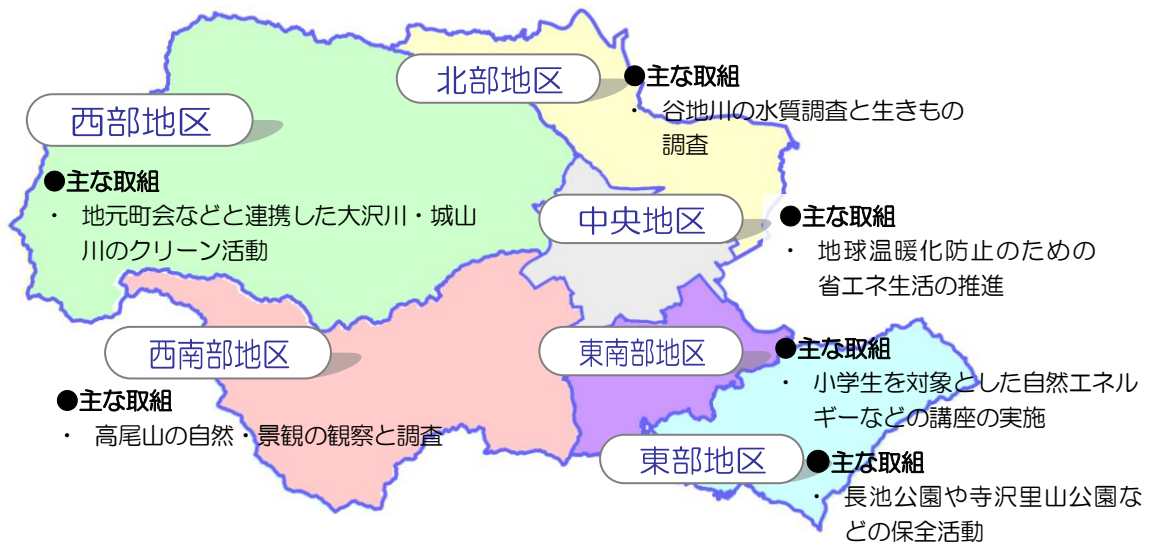 北部地区
●主な取組
・ 谷地川の水質調査と生きもの
調査
西部地区
●主な取組
・ 地元町会などと連携した大沢川・城山
川のクリーン活動
中央地区
●主な取組
・ 地球温暖化防止のための
省エネ生活の推進
西南部地区
●主な取組
・ 高尾山の自然・景観の観察と調査
東南部地区
●主な取組
・ 小学生を対象とした自然エネル
ギーなどの講座の実施
東部地区
●主な取組
・ 長池公園や寺沢里山公園な
どの保全活動